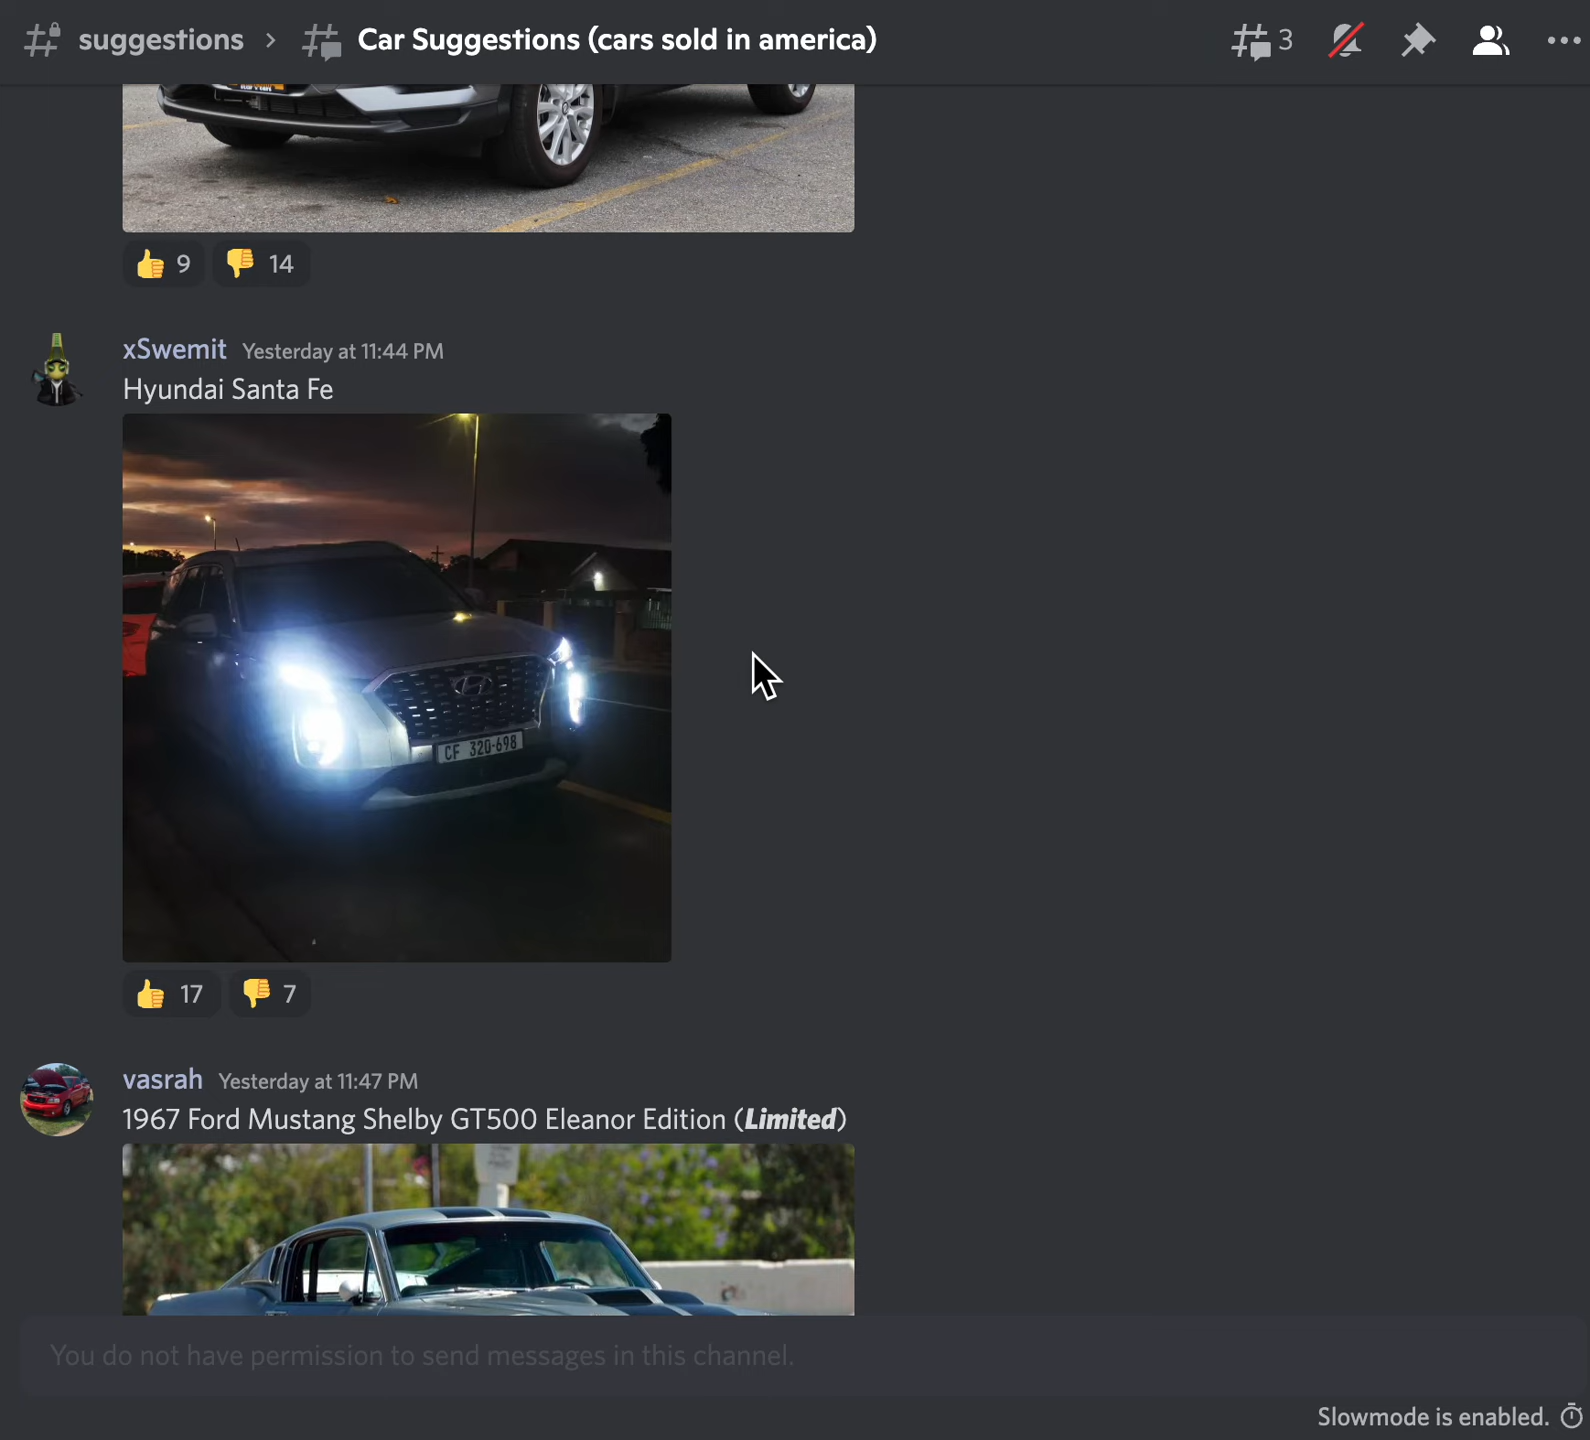 suggestions > Car Suggestions (cars sold in america) 3
9 14
xSwemit Yesterday at 11:44 PM
Hyundai Santa Fe
CF 320-698
17 7
vasrah Yesterday at 11:47 PM
1967 Ford Mustang Shelby GT500 Eleanor Edition (Limited)
You do not have permission to send messages in this channel.
Slowmode is enabled.